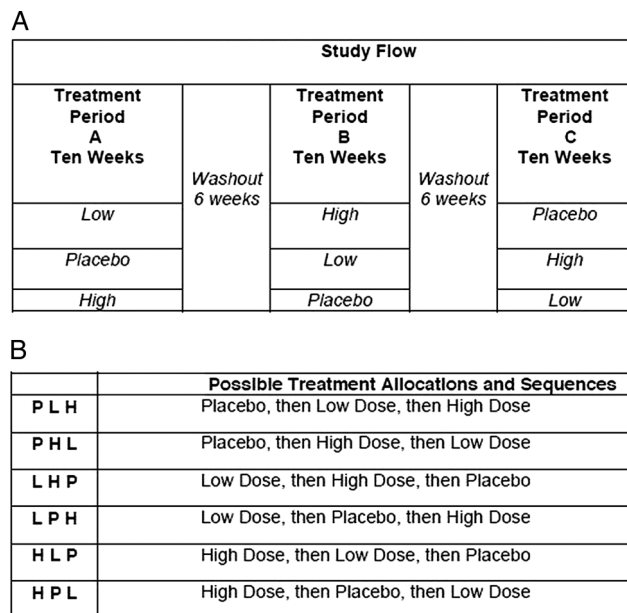 A
Study Flow
Treatment
Period
A
Ten Weeks
Washout
6 weeks
Treatment
Period
B
Ten Weeks
Washout
6 weeks
Treatment
Period
C
Ten Weeks
Low
High
Placebo
Placebo
Low
High
High
Placebo
Low
B
Possible Treatment Allocations and Sequences
P L H
Placebo, then Low Dose, then High Dose
P H L
Placebo, then High Dose, then Low Dose
L H P
Low Dose, then High Dose, then Placebo
L P H
Low Dose, then Placebo, then High Dose
H L P
High Dose, then Low Dose, then Placebo
H P L
High Dose, then Placebo, then Low Dose